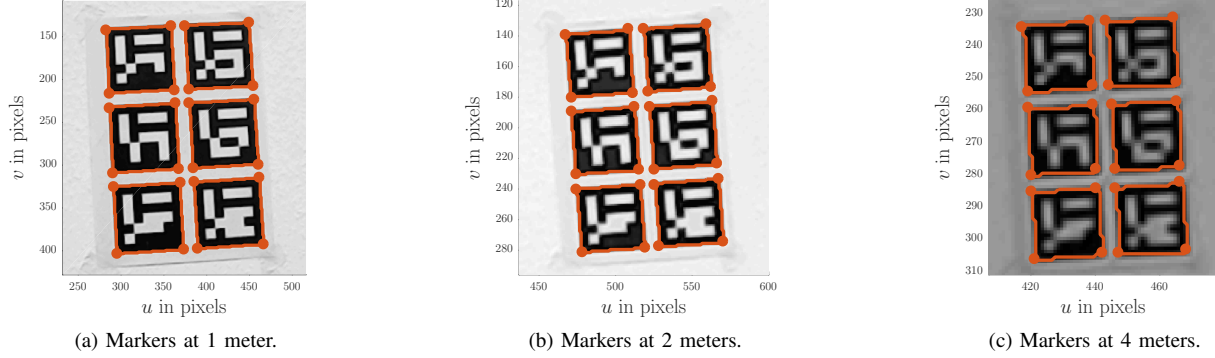 150
200
250
300
350
400
v in pixels
250 300 350 400 450 500
u in pixels
(a) Markers at 1 meter.
120
140
160
180
200
220
240
260
280
v in pixels
450 500 550 600
u in pixels
(b) Markers at 2 meters.
230
240
250
260
270
280
290
300
310
v in pixels
420 440 460
u in pixels
(c) Markers at 4 meters.